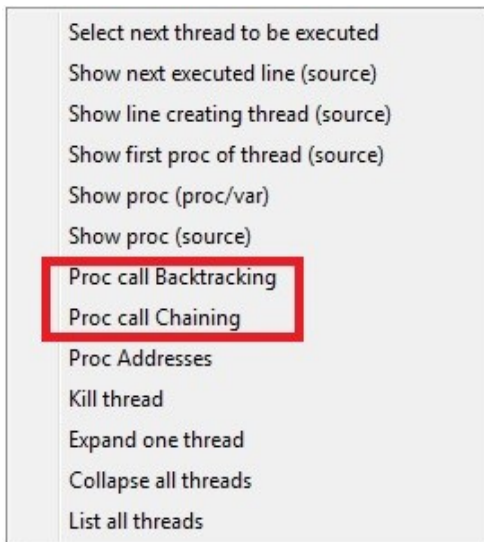 Select next thread to be executed
Show next executed line (source)
Show line creating thread (source)
Show first proc of thread (source)
Show proc (proc/var)
Show proc (source)
Proc call Backtracking
Proc call Chaining
Proc Addresses
Kill thread
Expand one thread
Collapse all threads
List all threads